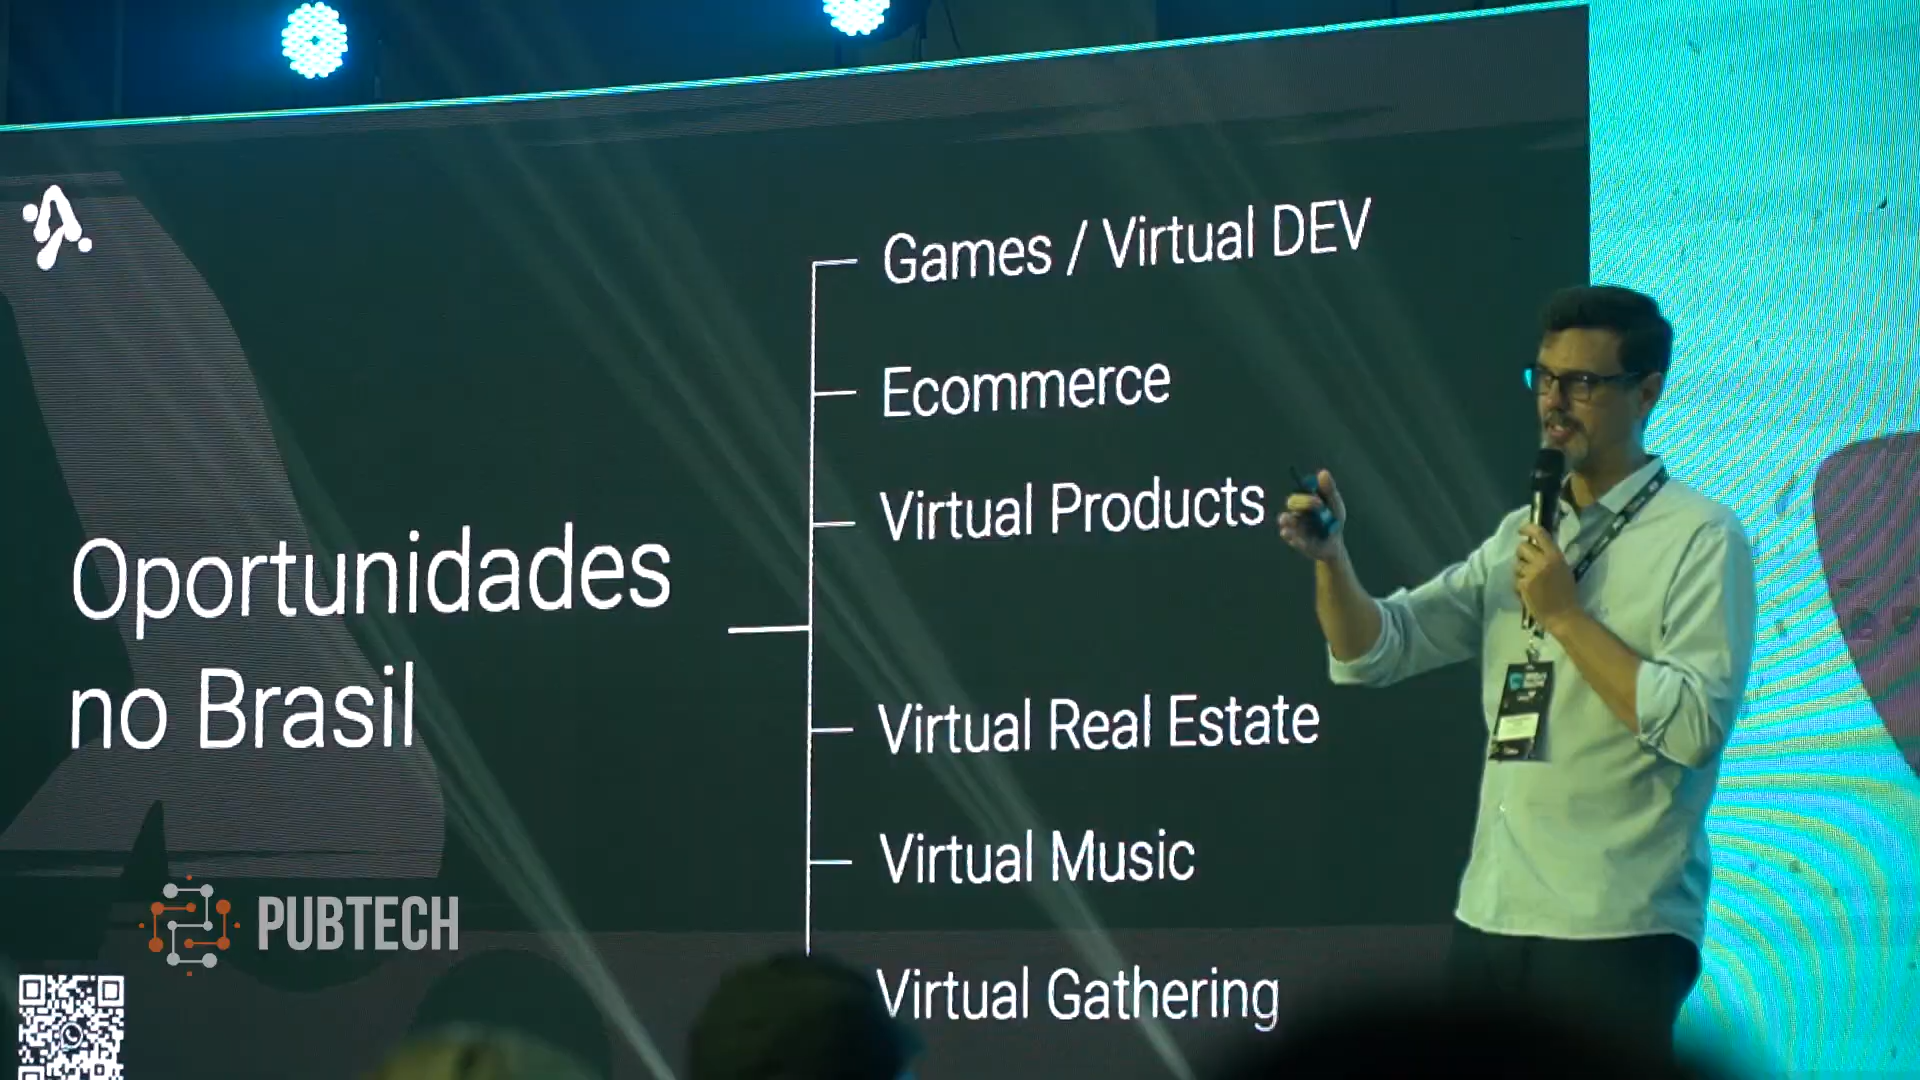 Oportunidades
no Brasil
Games / Virtual DEV
Ecommerce
Virtual Products
Virtual Real Estate
Virtual Music
Virtual Gathering
PUBTECH